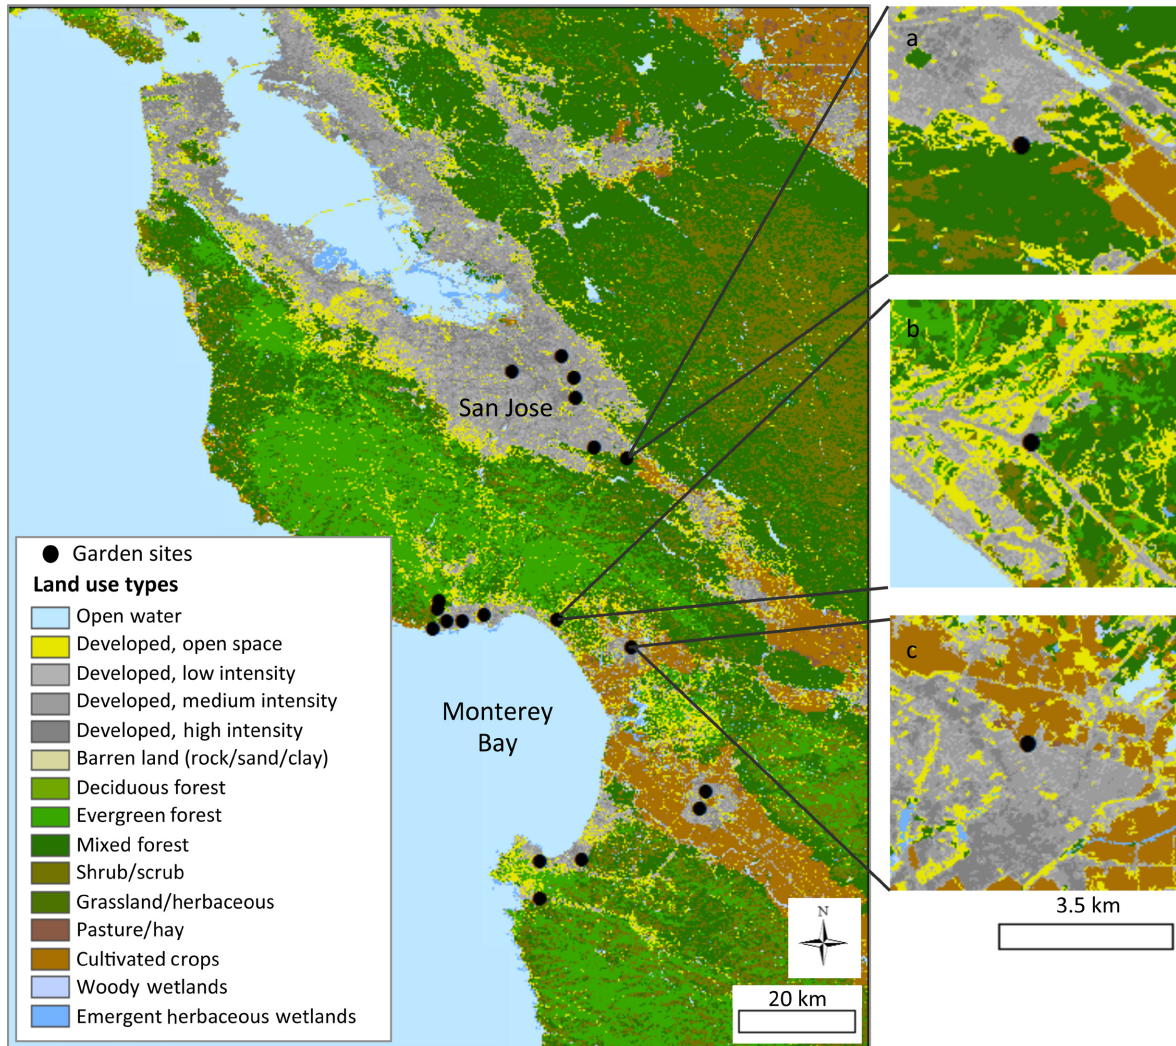 a
b
San Jose
Garden sites
Land use types
Open water
Developed, open space
Developed, low intensity
Developed, medium intensity
Developed, high intensity
Barren land (rock/sand/clay)
Deciduous forest
Evergreen forest
Mixed forest
Shrub/scrub
Grassland/herbaceous
Pasture/hay
Cultivated crops
Woody wetlands
Emergent herbaceous wetlands
Monterey
Bay
c
N
20 km
3.5 km